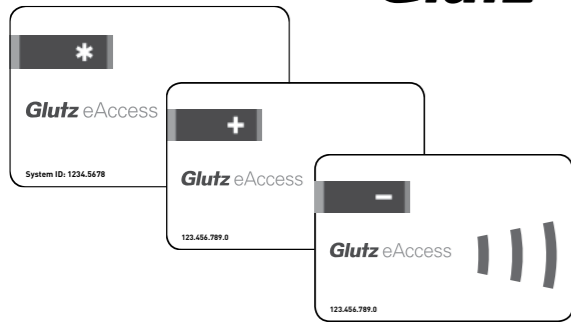 Glutz
*
Glutz eAccess
System ID: 1234.5678
+
Glutz eAccess
123.456.789.0
-
Glutz eAccess
123.456.789.0